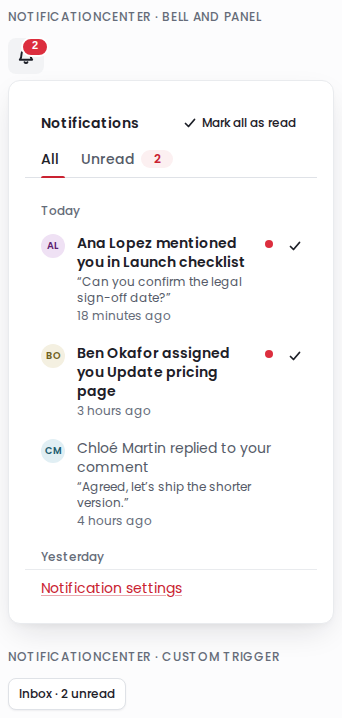 NOTIFICATIONCENTER · BELL AND PANEL
2
Notifications
Mark all as read
All
Unread
2
Today
AL
Ana Lopez mentioned
you in Launch checklist
“Can you confirm the legal
sign-off date?”
18 minutes ago
BO
Ben Okafor assigned
you Update pricing
page
3 hours ago
CM
Chloé Martin replied to your
comment
“Agreed, let’s ship the shorter
version.”
4 hours ago
Yesterday
Notification settings
NOTIFICATIONCENTER · CUSTOM TRIGGER
Inbox · 2 unread